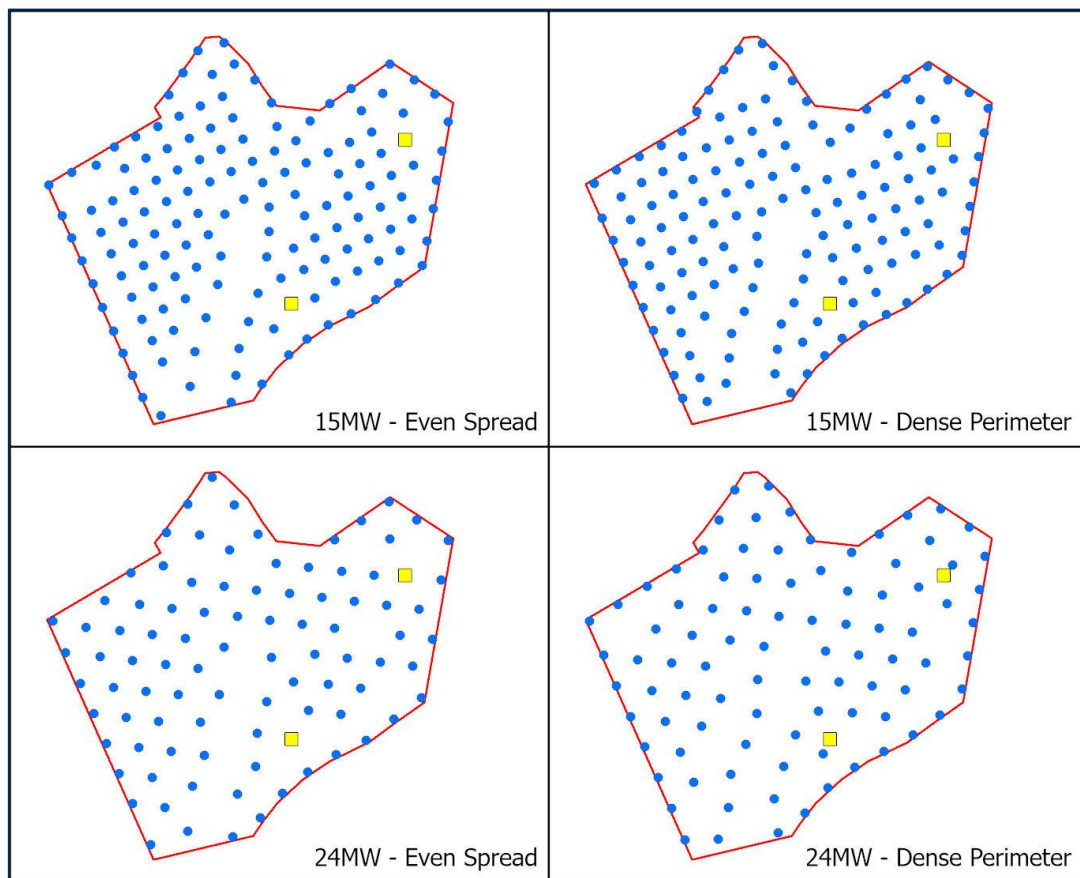 15MW - Even Spread
15MW - Dense Perimeter
24MW - Even Spread
24MW - Dense Perimeter